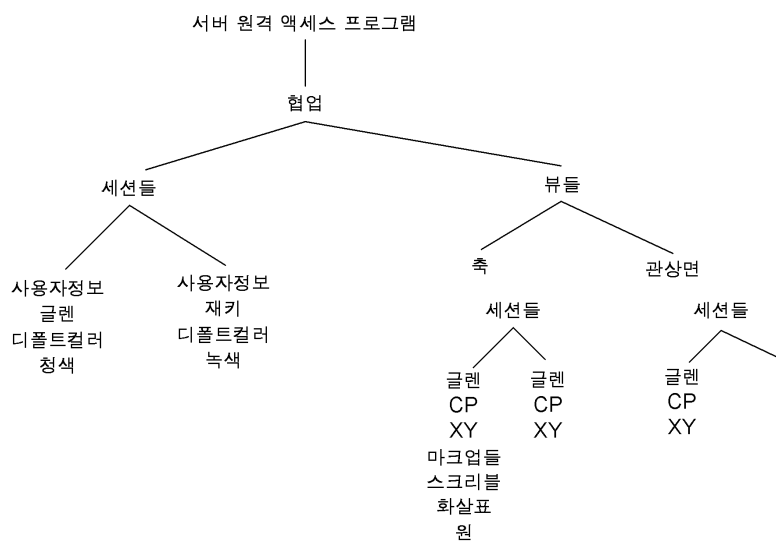 서버 원격 액세스 프로그램
협업
세션들
뷰들
축
관상면
사용자정보
글렌
디폴트컬러
청색
사용자정보
재키
디폴트컬러
녹색
세션들
세션들
글렌
CP
XY
마크업들
스크리블
화살표
원
글렌
CP
XY
글렌
CP
XY